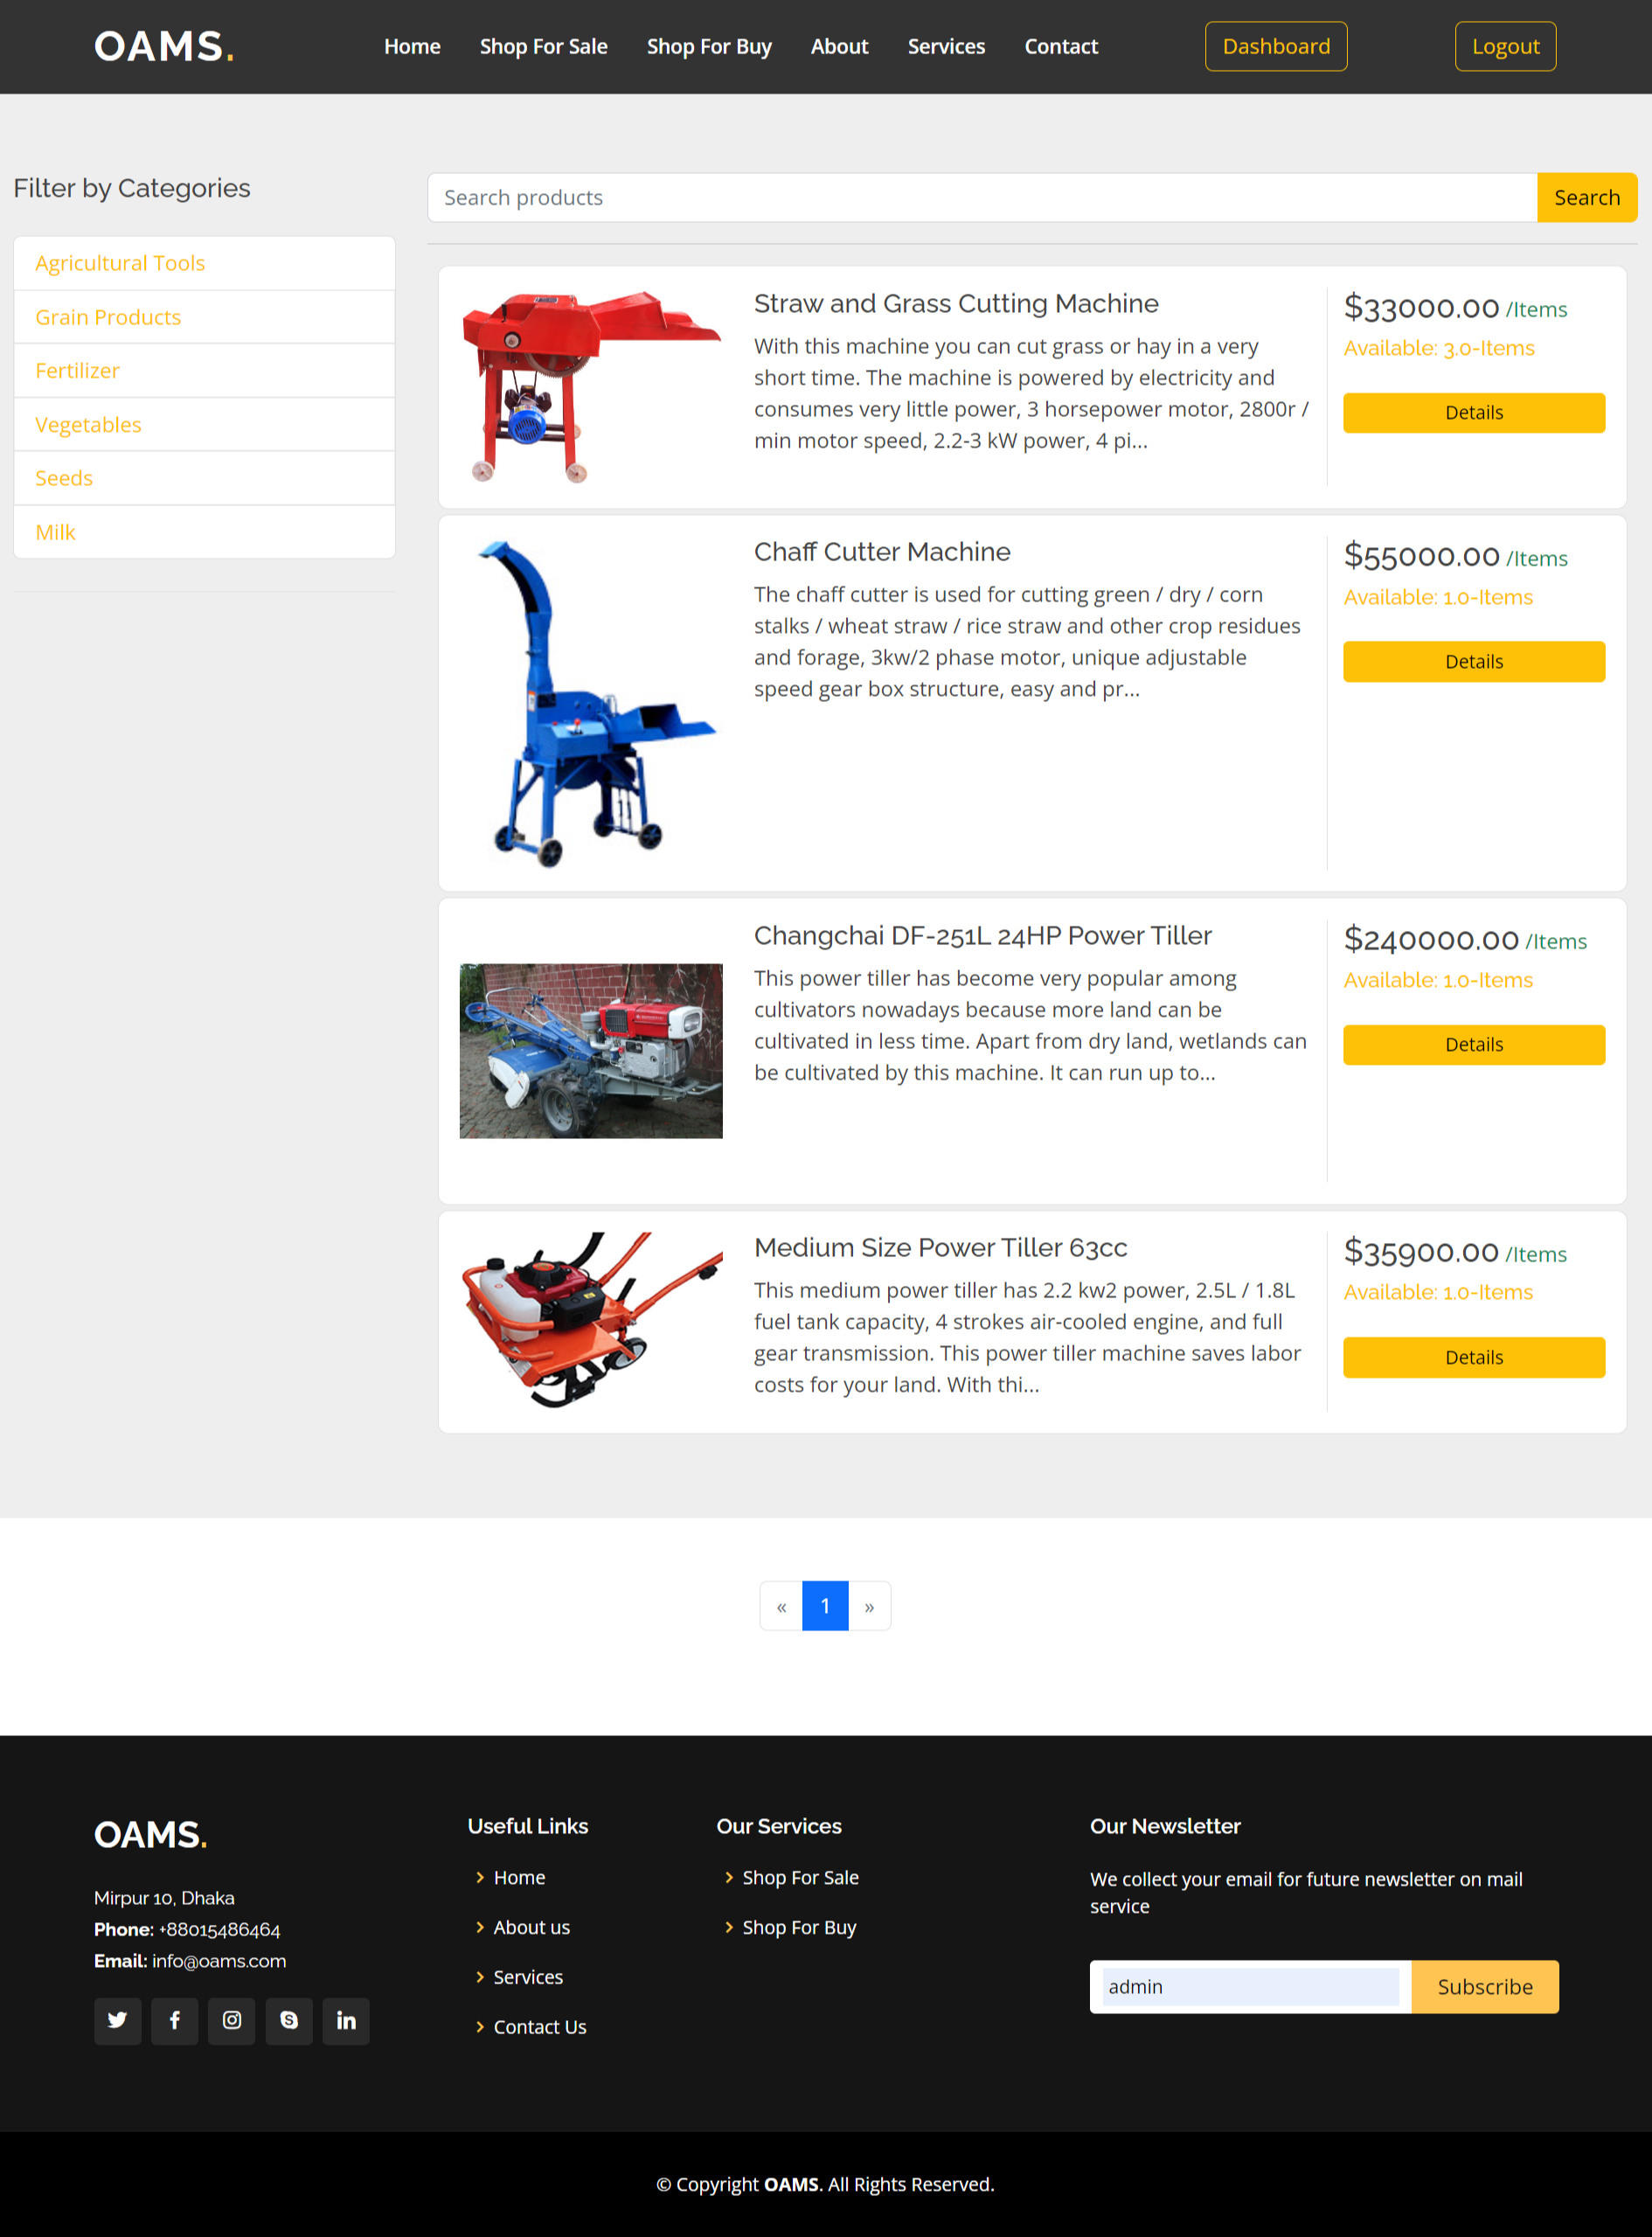 OAMS.
Home
Shop For Sale
Shop For Buy
About
Services
Contact
Dashboard
Logout
Filter by Categories
Agricultural Tools
Grain Products
Fertilizer
Vegetables
Seeds
Milk
Search products
Search
Straw and Grass Cutting Machine
With this machine you can cut grass or hay in a very
short time. The machine is powered by electricity and
consumes very little power, 3 horsepower motor, 2800r /
min motor speed, 2.2-3 kW power, 4 pi...
$33000.00 /Items
Available: 3.0-Items
Details
Chaff Cutter Machine
The chaff cutter is used for cutting green / dry / corn
stalks / wheat straw / rice straw and other crop residues
and forage, 3kw/2 phase motor, unique adjustable
speed gear box structure, easy and pr...
$55000.00 /Items
Available: 1.0-Items
Details
Changchai DF-251L 24HP Power Tiller
This power tiller has become very popular among
cultivators nowadays because more land can be
cultivated in less time. Apart from dry land, wetlands can
be cultivated by this machine. It can run up to...
$240000.00 /Items
Available: 1.0-Items
Details
Medium Size Power Tiller 63cc
This medium power tiller has 2.2 kw2 power, 2.5L / 1.8L
fuel tank capacity, 4 strokes air-cooled engine, and full
gear transmission. This power tiller machine saves labor
costs for your land. With thi...
$35900.00 /Items
Available: 1.0-Items
Details
« 1 »
OAMS.
Mirpur 10, Dhaka
Phone: +88015486464
Email: info@oams.com
Useful Links
Home
About us
Services
Contact Us
Our Services
Shop For Sale
Shop For Buy
Our Newsletter
We collect your email for future newsletter on mail
service
admin
Subscribe
© Copyright OAMS. All Rights Reserved.